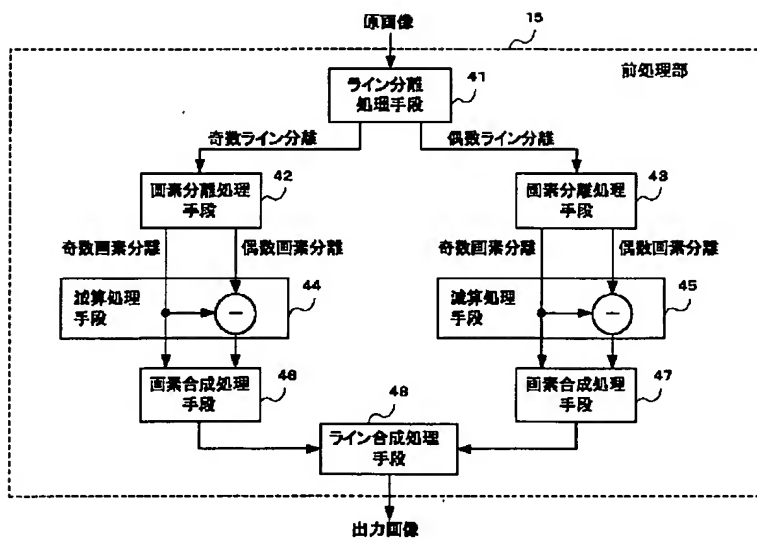 原画像
15
前処理部
ライン分離
処理手段
41
奇数ライン分離
偶数ライン分離
画素分離処理
手段
42
画素分離処理
手段
43
奇数画素分離
偶数画素分離
奇数画素分離
偶数画素分離
減算処理
手段
44
−
減算処理
手段
45
−
画素合成処理
手段
46
画素合成処理
手段
47
ライン合成処理
手段
48
出力画像